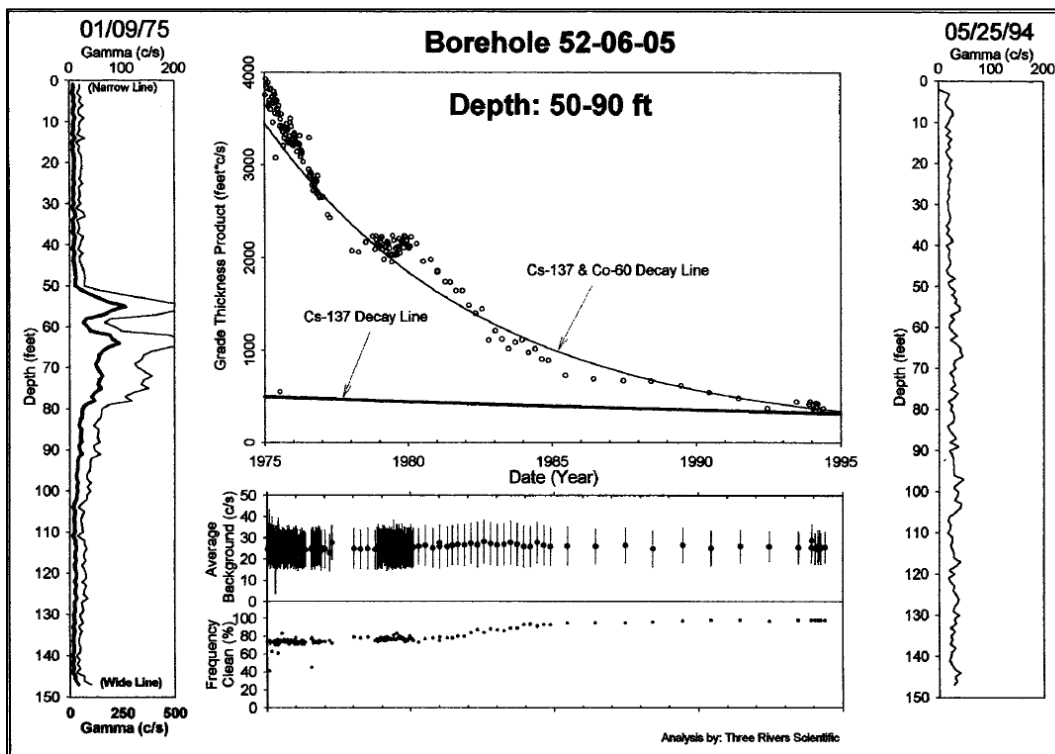 01/09/75
Gamma (c/s)
0 100 200
(Narrow Line)
0
10
20
30
40
50
60
70
80
90
100
110
120
130
140
150
Depth (feet)
(Wide Line)
0 250 500
Gamma (c/s)
Borehole 52-06-05
Depth: 50-90 ft
4000
3000
2000
1000
0
Grade Thickness Product (feet*c/s)
Cs-137 & Co-60 Decay Line
Cs-137 Decay Line
1975 1980 1985 1990 1995
Date (Year)
50
40
30
20
10
0
Average
Background (c/s)
100
80
60
40
20
0
Frequency
Clean (%)
Analysis by: Three Rivers Scientific
05/25/94
Gamma (c/s)
0 100 200
0
10
20
30
40
50
60
70
80
90
100
110
120
130
140
150
Depth (feet)